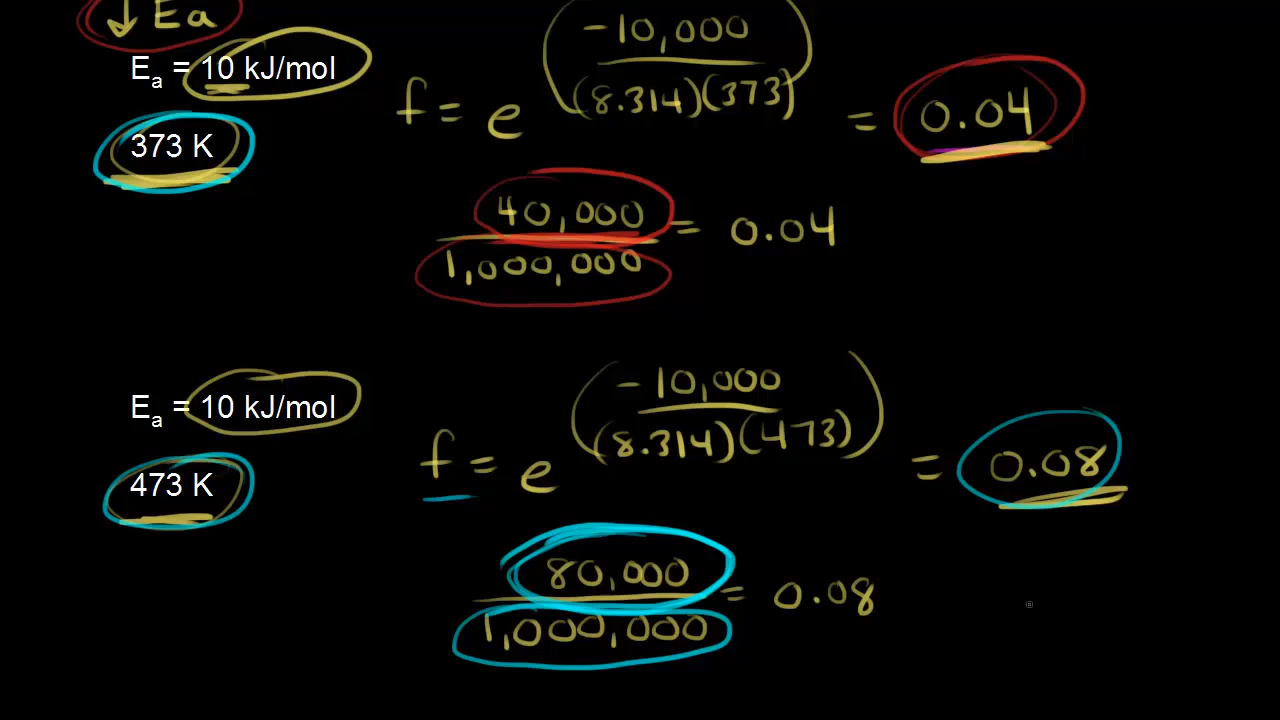 ↓ Ea
Ea = 10 kJ/mol
373 K
f = e^(-10,000 / (8.314)(373)) = 0.04
40,000 / 1,000,000 = 0.04
Ea = 10 kJ/mol
473 K
f = e^(-10,000 / (8.314)(473)) = 0.08
80,000 / 1,000,000 = 0.08